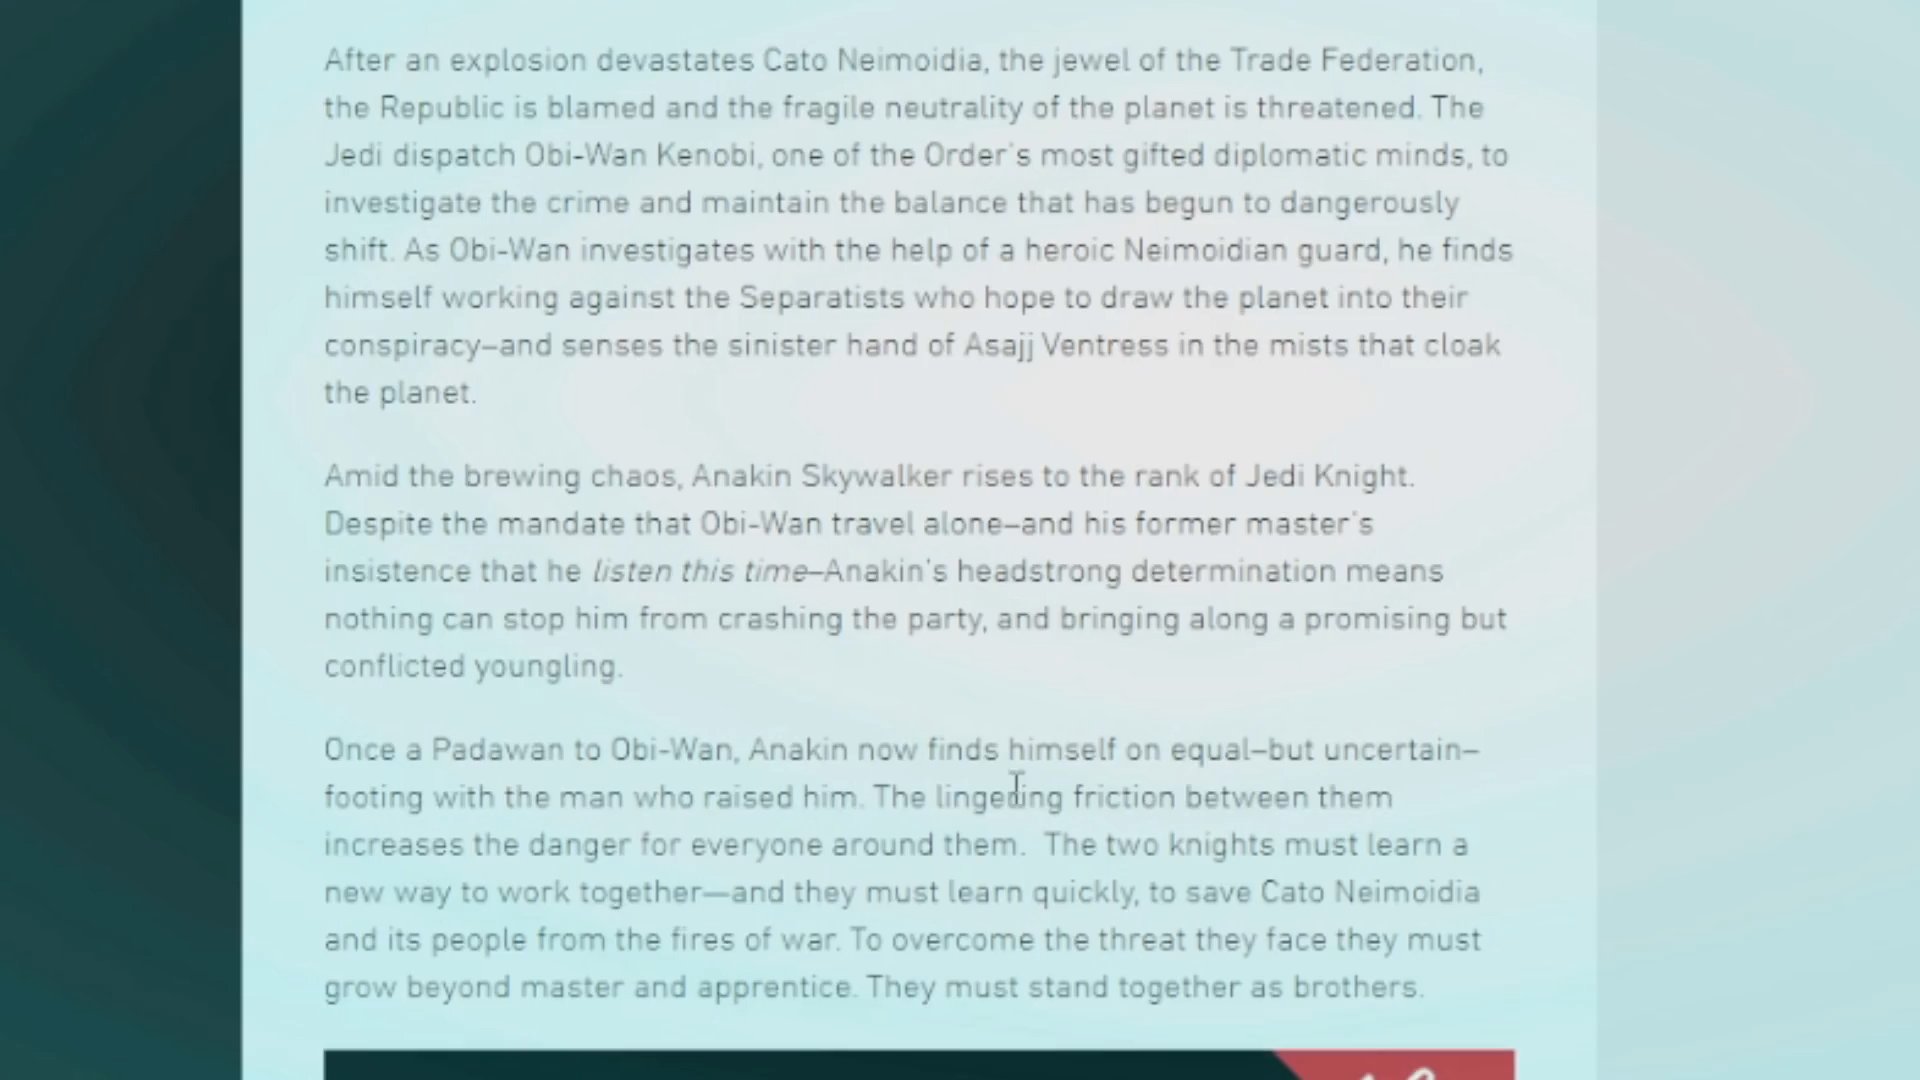 After an explosion devastates Cato Neimoidia, the jewel of the Trade Federation,
the Republic is blamed and the fragile neutrality of the planet is threatened. The
Jedi dispatch Obi-Wan Kenobi, one of the Order's most gifted diplomatic minds, to
investigate the crime and maintain the balance that has begun to dangerously
shift. As Obi-Wan investigates with the help of a heroic Neimoidian guard, he finds
himself working against the Separatists who hope to draw the planet into their
conspiracy–and senses the sinister hand of Asajj Ventress in the mists that cloak
the planet.
Amid the brewing chaos, Anakin Skywalker rises to the rank of Jedi Knight.
Despite the mandate that Obi-Wan travel alone–and his former master's
insistence that he listen this time–Anakin's headstrong determination means
nothing can stop him from crashing the party, and bringing along a promising but
conflicted youngling.
Once a Padawan to Obi-Wan, Anakin now finds himself on equal–but uncertain–
footing with the man who raised him. The lingering friction between them
increases the danger for everyone around them.  The two knights must learn a
new way to work together—and they must learn quickly, to save Cato Neimoidia
and its people from the fires of war. To overcome the threat they face they must
grow beyond master and apprentice. They must stand together as brothers.